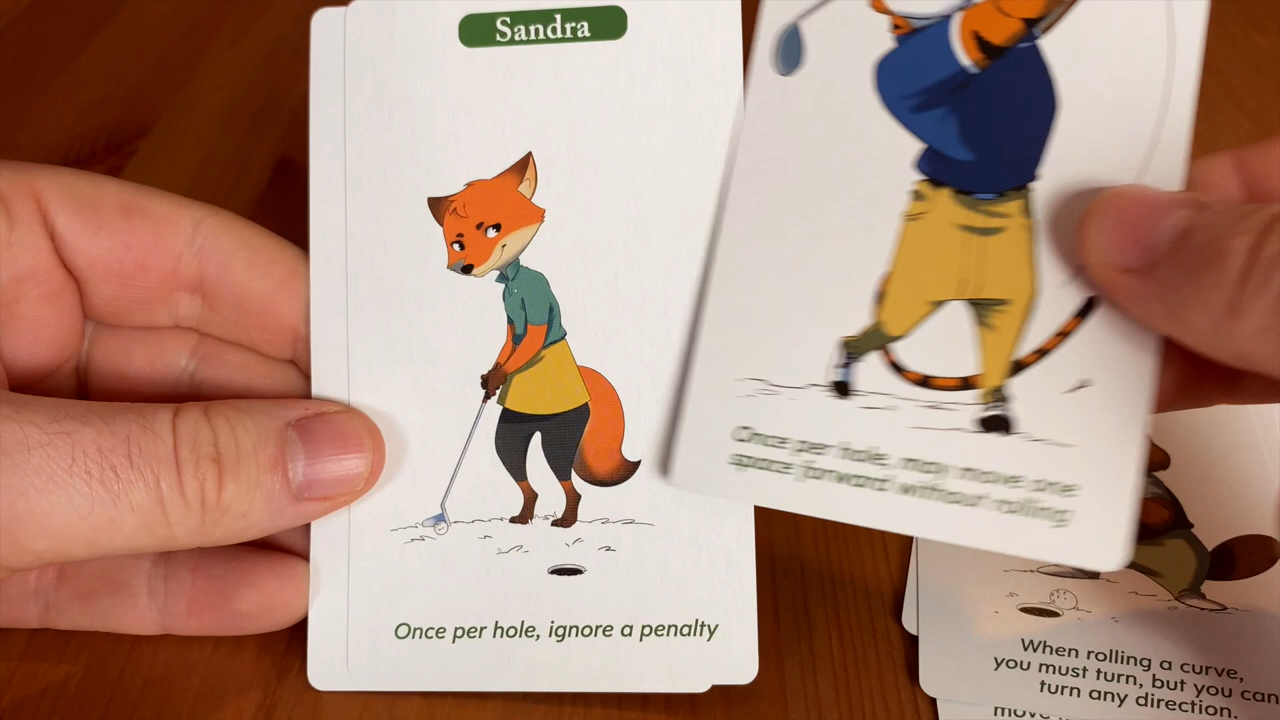 Sandra
Once per hole, ignore a penalty
Once per hole, may move one
space forward without rolling
When rolling a curve,
you must turn, but you can
turn any direction.
move